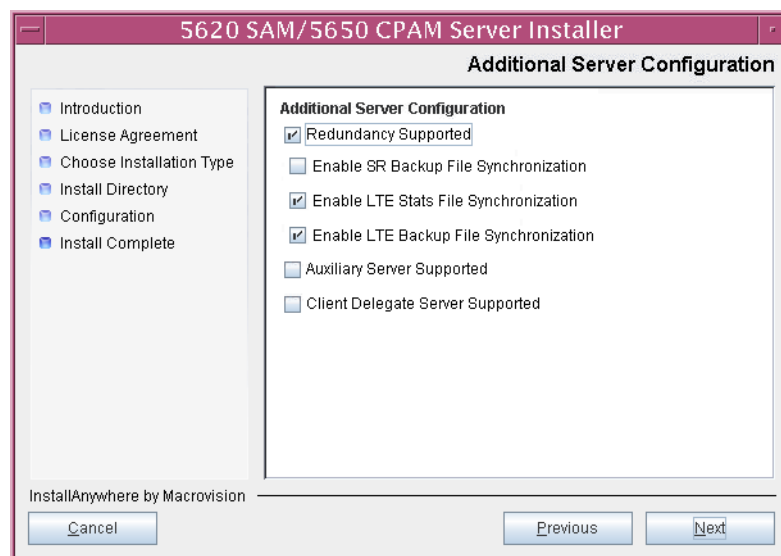 5620 SAM/5650 CPAM Server Installer
Additional Server Configuration
Introduction
License Agreement
Choose Installation Type
Install Directory
Configuration
Install Complete
Additional Server Configuration
Redundancy Supported
Enable SR Backup File Synchronization
Enable LTE Stats File Synchronization
Enable LTE Backup File Synchronization
Auxiliary Server Supported
Client Delegate Server Supported
InstallAnywhere by Macrovision
Cancel
Previous
Next